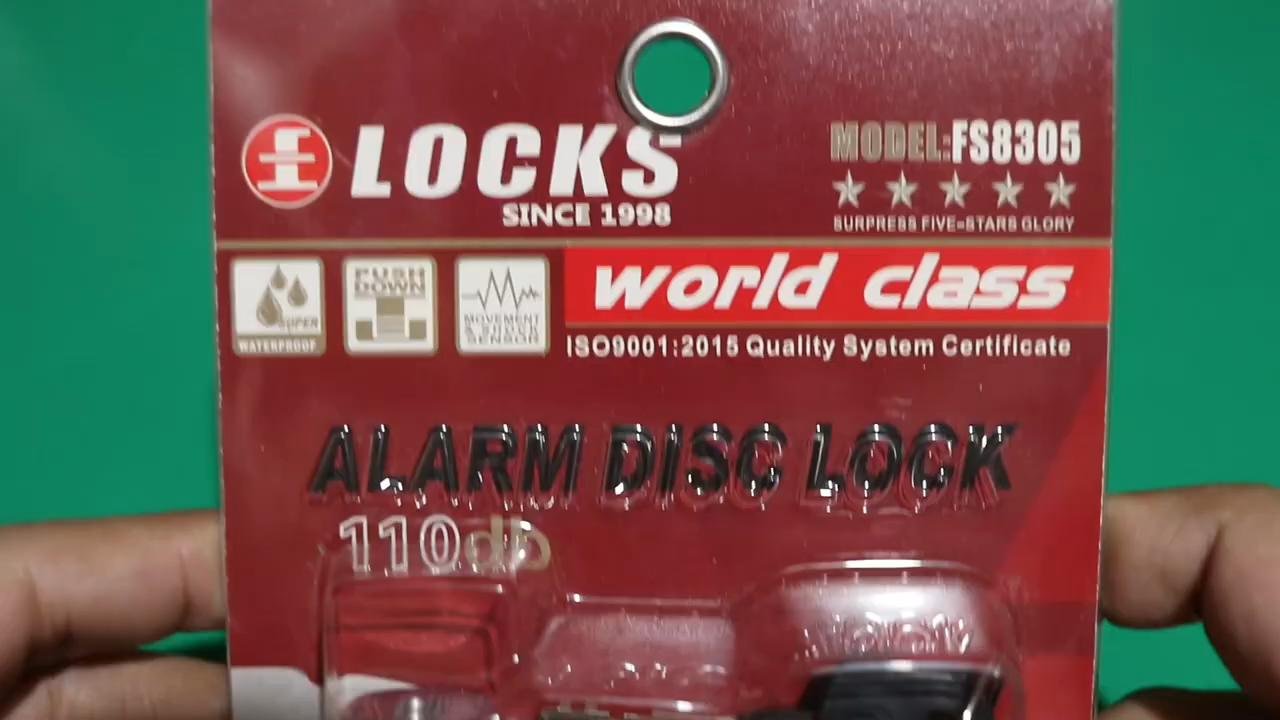 LOCKS
SINCE 1998
MODEL:FS8305
SURPRESS FIVE-STARS GLORY
SUPER
WATERPROOF
PUSH
DOWN
MOVEMENT
& SHOCK
SENSOR
world class
ISO9001:2015 Quality System Certificate
ALARM DISC LOCK
110db